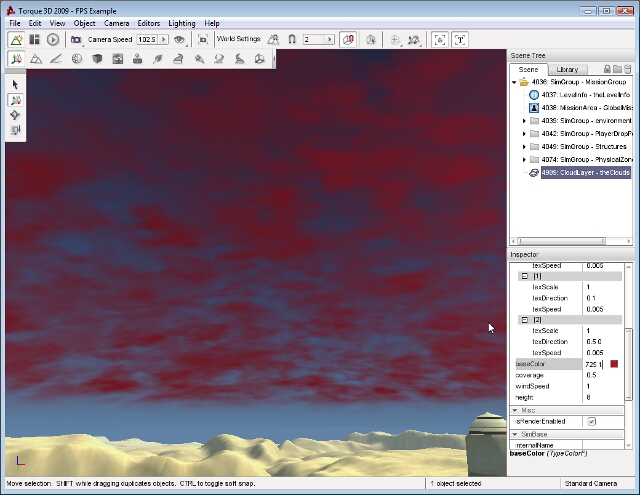 Torque 3D 2009 - FPS Example
File Edit View Object Camera Editors Lighting Help
Camera Speed 102.5 World Settings 2
Scene Tree
Scene Library
4036: SimGroup - MissionGroup
4037: LevelInfo - theLevelInfo
4038: MissionArea - GlobalMiss
4039: SimGroup - environment
4042: SimGroup - PlayerDropPo
4049: SimGroup - Structures
4074: SimGroup - PhysicalZone
4989: CloudLayer - theClouds
Inspector
texSpeed 0.005
[1]
texScale 1
texDirection 0 1
texSpeed 0.005
[2]
texScale 1
texDirection 0.5 0
texSpeed 0.005
baseColor 725 1
coverage 0.5
windSpeed 1
height 8
Misc
isRenderEnabled
SimBase
internalName
baseColor (TypeColorF)
Move selection. SHIFT while dragging duplicates objects. CTRL to toggle soft snap. 1 object selected Standard Camera